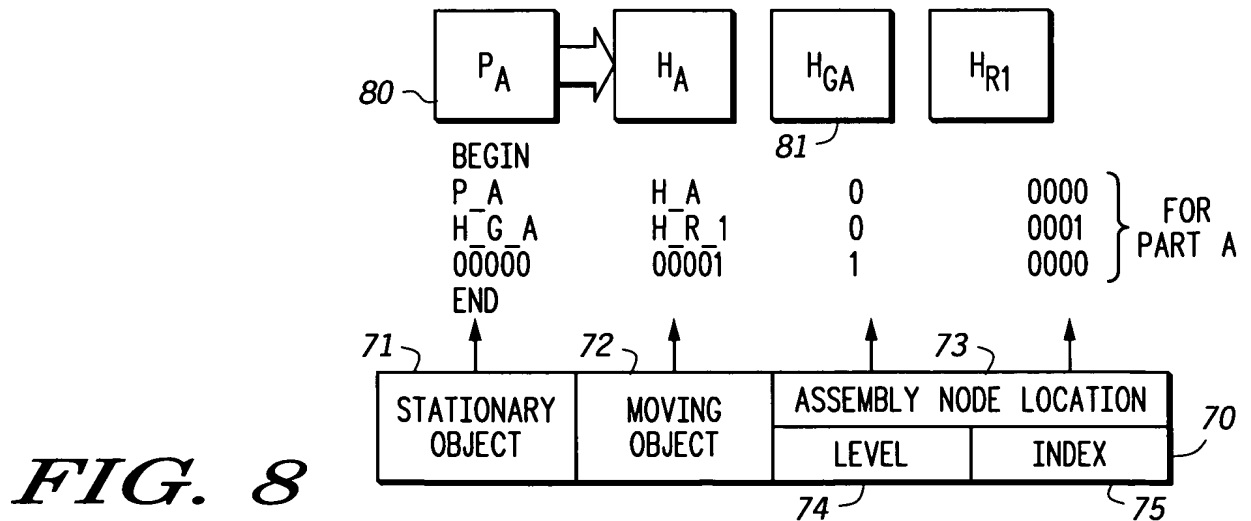 P_A H_A H_GA H_R1
80 81
BEGIN
P_A H_A 0 0000
H_G_A H_R_1 0 0001
00000 00001 1 0000
END
FOR
PART A
71 72 73
STATIONARY OBJECT MOVING OBJECT ASSEMBLY NODE LOCATION
LEVEL INDEX 70
74 75
FIG. 8